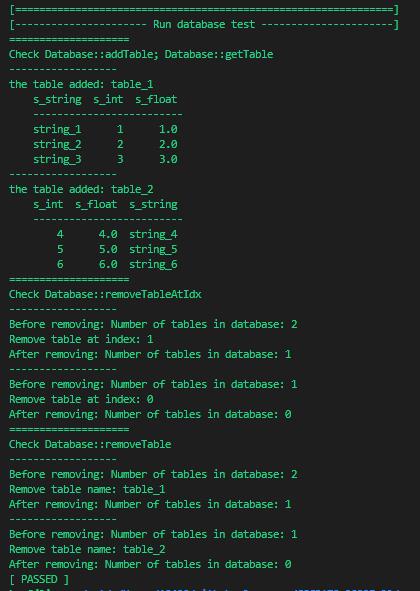 [===============================================================]
[---------------------- Run database test ----------------------]
====================
Check Database::addTable; Database::getTable
------------------
the table added: table_1
s_string s_int s_float
-------------------------
string_1 1 1.0
string_2 2 2.0
string_3 3 3.0
------------------
the table added: table_2
s_int s_float s_string
-------------------------
4 4.0 string_4
5 5.0 string_5
6 6.0 string_6
====================
Check Database::removeTableAtIdx
------------------
Before removing: Number of tables in database: 2
Remove table at index: 1
After removing: Number of tables in database: 1
------------------
Before removing: Number of tables in database: 1
Remove table at index: 0
After removing: Number of tables in database: 0
====================
Check Database::removeTable
------------------
Before removing: Number of tables in database: 2
Remove table name: table_1
After removing: Number of tables in database: 1
------------------
Before removing: Number of tables in database: 1
Remove table name: table_2
After removing: Number of tables in database: 0
[ PASSED ]